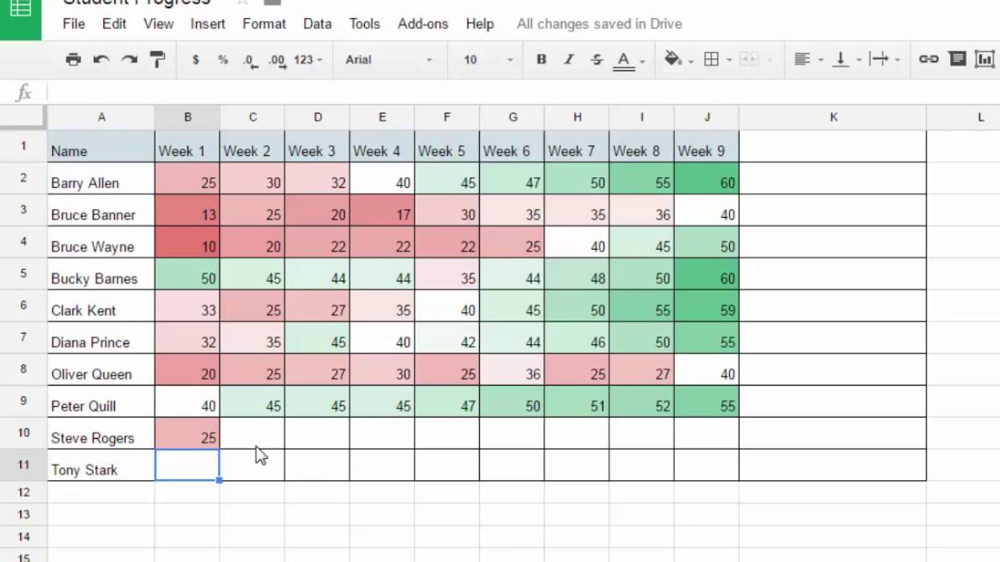 Student Progress
File Edit View Insert Format Data Tools Add-ons Help All changes saved in Drive
$ % .0 .00 123 Arial 10 B I S A
fx
A B C D E F G H I J K L
1 Name Week 1 Week 2 Week 3 Week 4 Week 5 Week 6 Week 7 Week 8 Week 9
2 Barry Allen 25 30 32 40 45 47 50 55 60
3 Bruce Banner 13 25 20 17 30 35 35 36 40
4 Bruce Wayne 10 20 22 22 22 25 40 45 50
5 Bucky Barnes 50 45 44 44 35 44 48 50 60
6 Clark Kent 33 25 27 35 40 45 50 55 59
7 Diana Prince 32 35 45 40 42 44 46 50 55
8 Oliver Queen 20 25 27 30 25 36 25 27 40
9 Peter Quill 40 45 45 45 47 50 51 52 55
10 Steve Rogers 25
11 Tony Stark
12
13
14
15